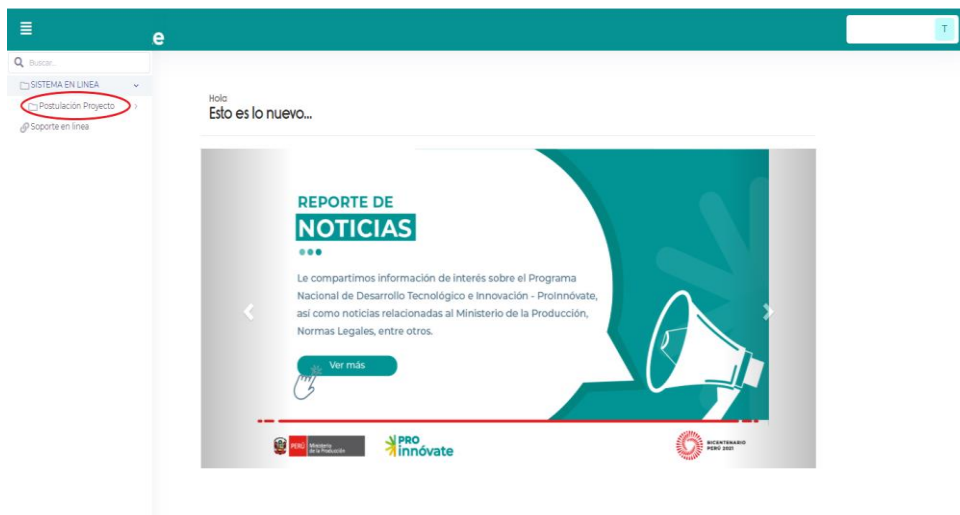 e
T
Buscar...
SISTEMA EN LINEA
Postulación Proyecto
Soporte en linea
Hola
Esto es lo nuevo...
REPORTE DE
NOTICIAS
Le compartimos información de interés sobre el Programa
Nacional de Desarrollo Tecnológico e Innovación - ProInnóvate,
así como noticias relacionadas al Ministerio de la Producción,
Normas Legales, entre otros.
Ver más
PERÚ
Ministerio
de la Producción
PRO
innóvate
BICENTENARIO
PERÚ 2021